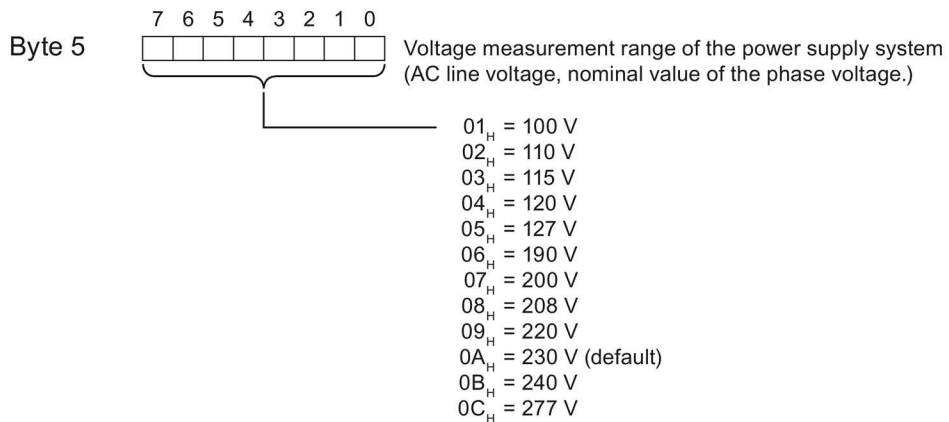 7 6 5 4 3 2 1 0
Byte 5
Voltage measurement range of the power supply system
(AC line voltage, nominal value of the phase voltage.)
01H = 100 V
02H = 110 V
03H = 115 V
04H = 120 V
05H = 127 V
06H = 190 V
07H = 200 V
08H = 208 V
09H = 220 V
0AH = 230 V (default)
0BH = 240 V
0CH = 277 V